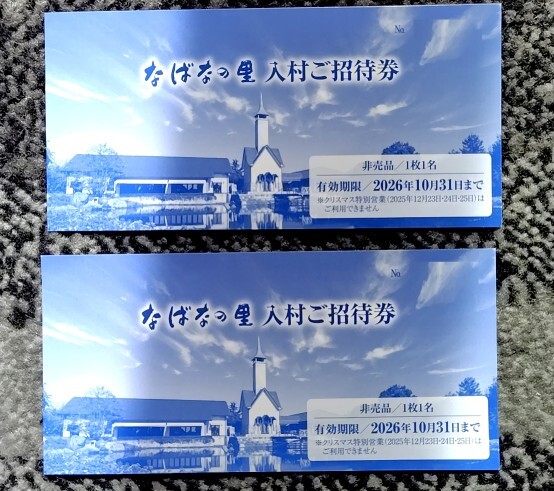 No.
なばなの里 入村ご招待券
非売品／1枚1名
有効期限／2026年10月31日まで
※クリスマス特別営業(2025年12月23日・24日・25日)は
ご利用できません
No.
なばなの里 入村ご招待券
非売品／1枚1名
有効期限／2026年10月31日まで
※クリスマス特別営業(2025年12月23日・24日・25日)は
ご利用できません